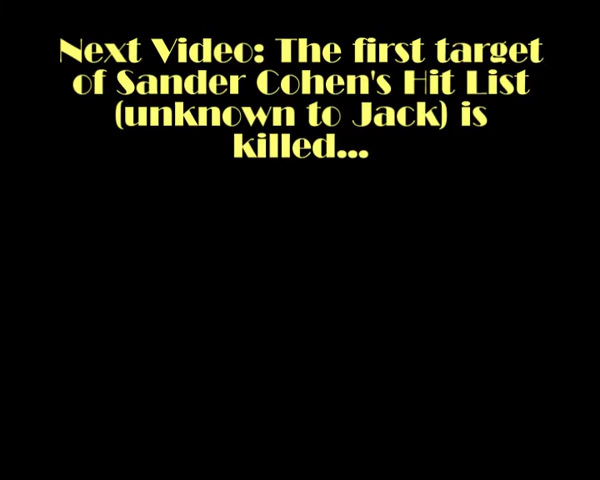 Next Video: The first target
of Sander Cohen's Hit List
(unknown to Jack) is
killed...